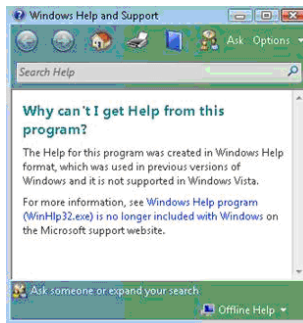 Windows Help and Support
Ask Options
Search Help
Why can't I get Help from this
program?
The Help for this program was created in Windows Help
format, which was used in previous versions of
Windows and it is not supported in Windows Vista.
For more information, see Windows Help program
(WinHlp32.exe) is no longer included with Windows on
the Microsoft support website.
Ask someone or expand your search
Offline Help